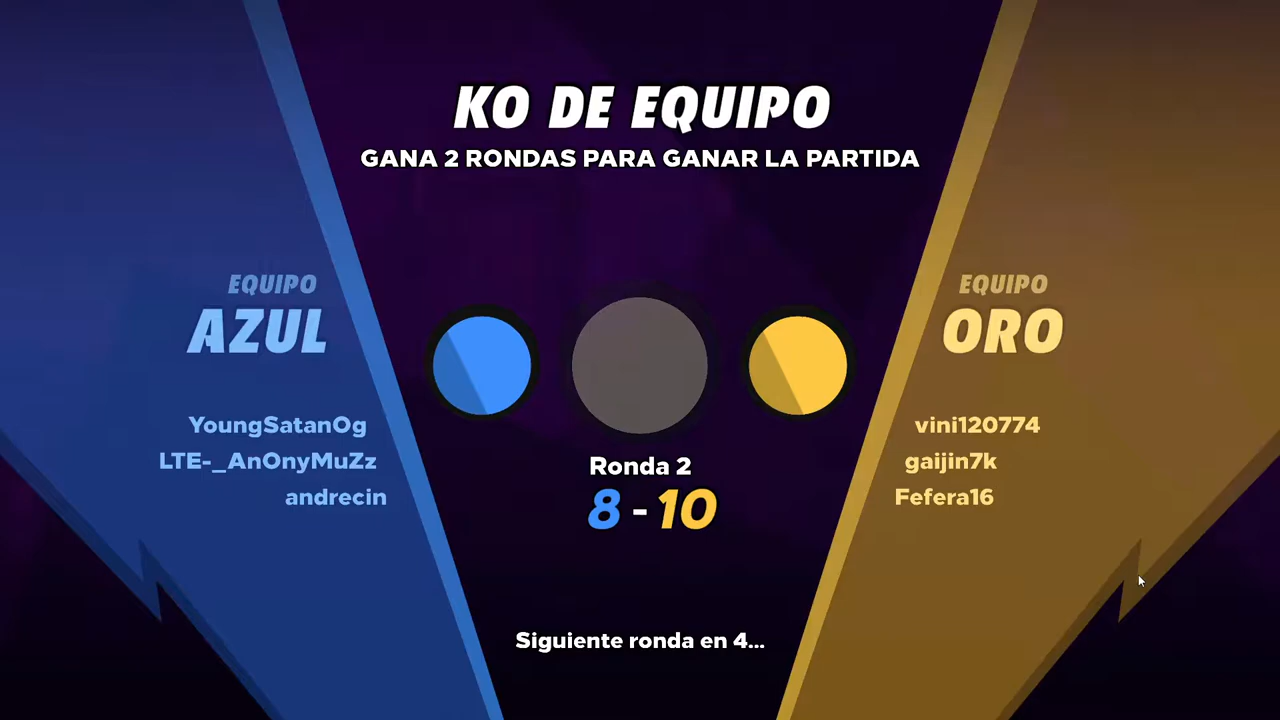 KO DE EQUIPO
GANA 2 RONDAS PARA GANAR LA PARTIDA
EQUIPO
AZUL
YoungSatanOg
LTE-_AnOnyMuZz
andrecin
Ronda 2
8 - 10
Siguiente ronda en 4...
EQUIPO
ORO
vini120774
gaijin7k
Fefera16